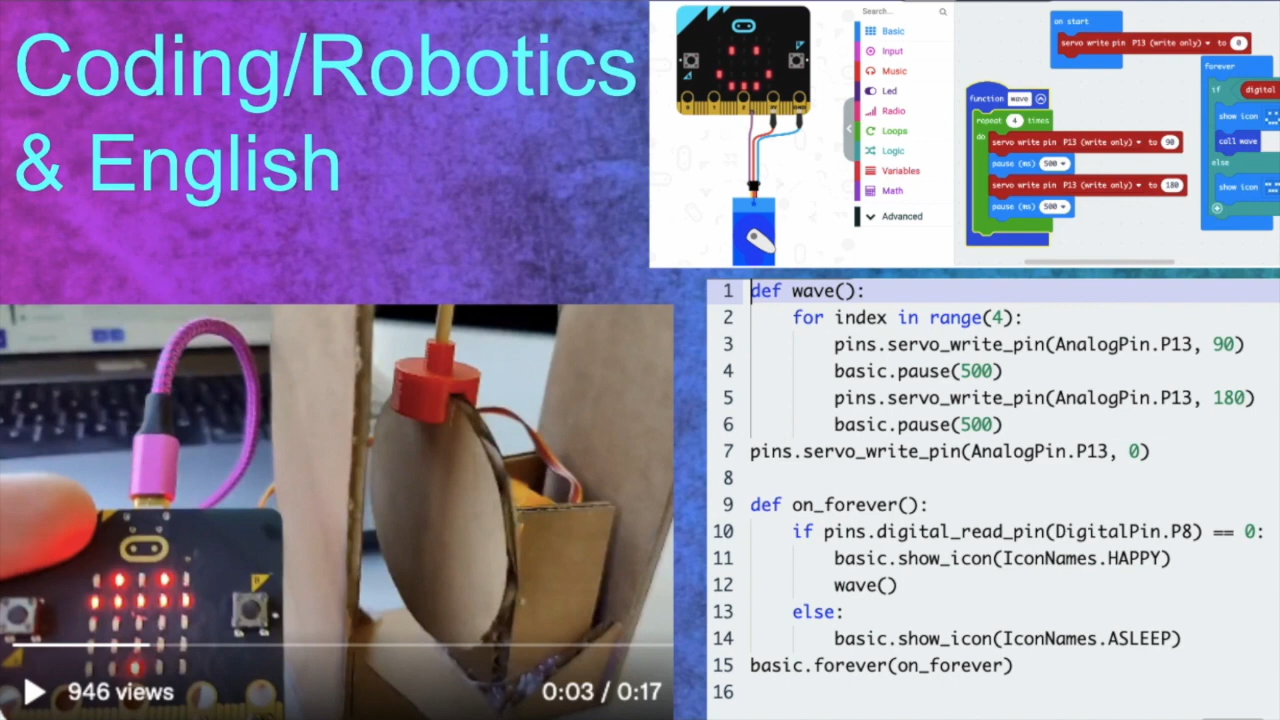 Coding/Robotics
& English
Search...
Basic
Input
Music
Led
Radio
Loops
Logic
Variables
Math
Advanced
on start
servo write pin P13 (write only) to 0
function wave
repeat 4 times
do
servo write pin P13 (write only) to 90
pause (ms) 500
servo write pin P13 (write only) to 180
pause (ms) 500
forever
if digital
show icon
call wave
else
show icon
1 def wave():
2 for index in range(4):
3 pins.servo_write_pin(AnalogPin.P13, 90)
4 basic.pause(500)
5 pins.servo_write_pin(AnalogPin.P13, 180)
6 basic.pause(500)
7 pins.servo_write_pin(AnalogPin.P13, 0)
8
9 def on_forever():
10 if pins.digital_read_pin(DigitalPin.P8) == 0:
11 basic.show_icon(IconNames.HAPPY)
12 wave()
13 else:
14 basic.show_icon(IconNames.ASLEEP)
15 basic.forever(on_forever)
16
B
946 views
0:03 / 0:17